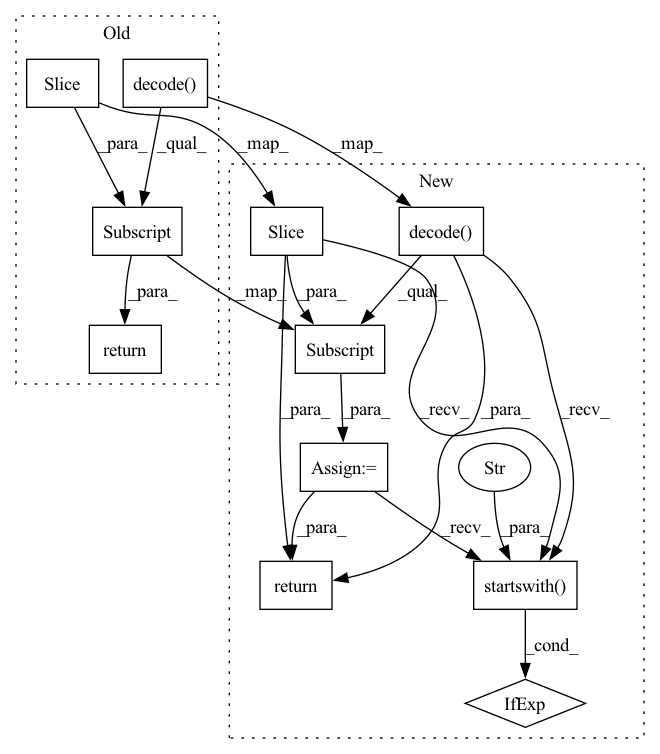 Old
Slice
decode()
_para_
_qual_
_map_
_map_
New
Subscript
Slice
decode()
_para_
_map_
_para_
_qual_
return
Subscript
_para_
_para_
_recv_
_para_
_recv_
Assign:=
Str
_para_
_recv_
_para_
return
startswith()
_cond_
IfExp